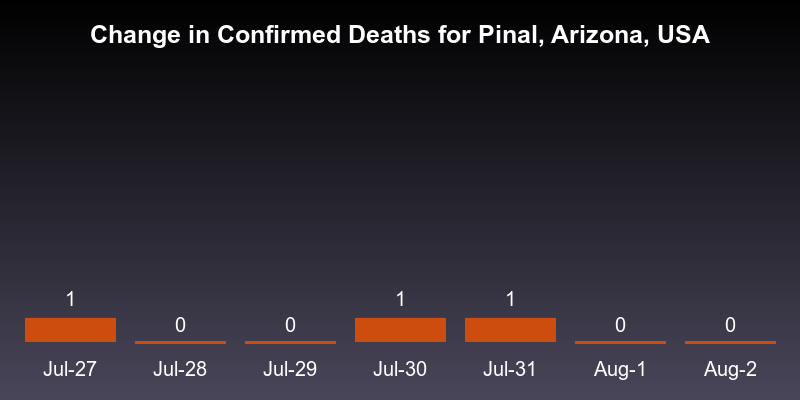 Change in Confirmed Deaths for Pinal, Arizona, USA
1 0 0 1 1 0 0
Jul-27 Jul-28 Jul-29 Jul-30 Jul-31 Aug-1 Aug-2